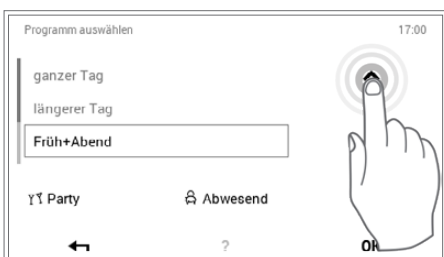 Programm auswählen 17:00
ganzer Tag
längerer Tag
Früh+Abend
Party Abwesend
? OK